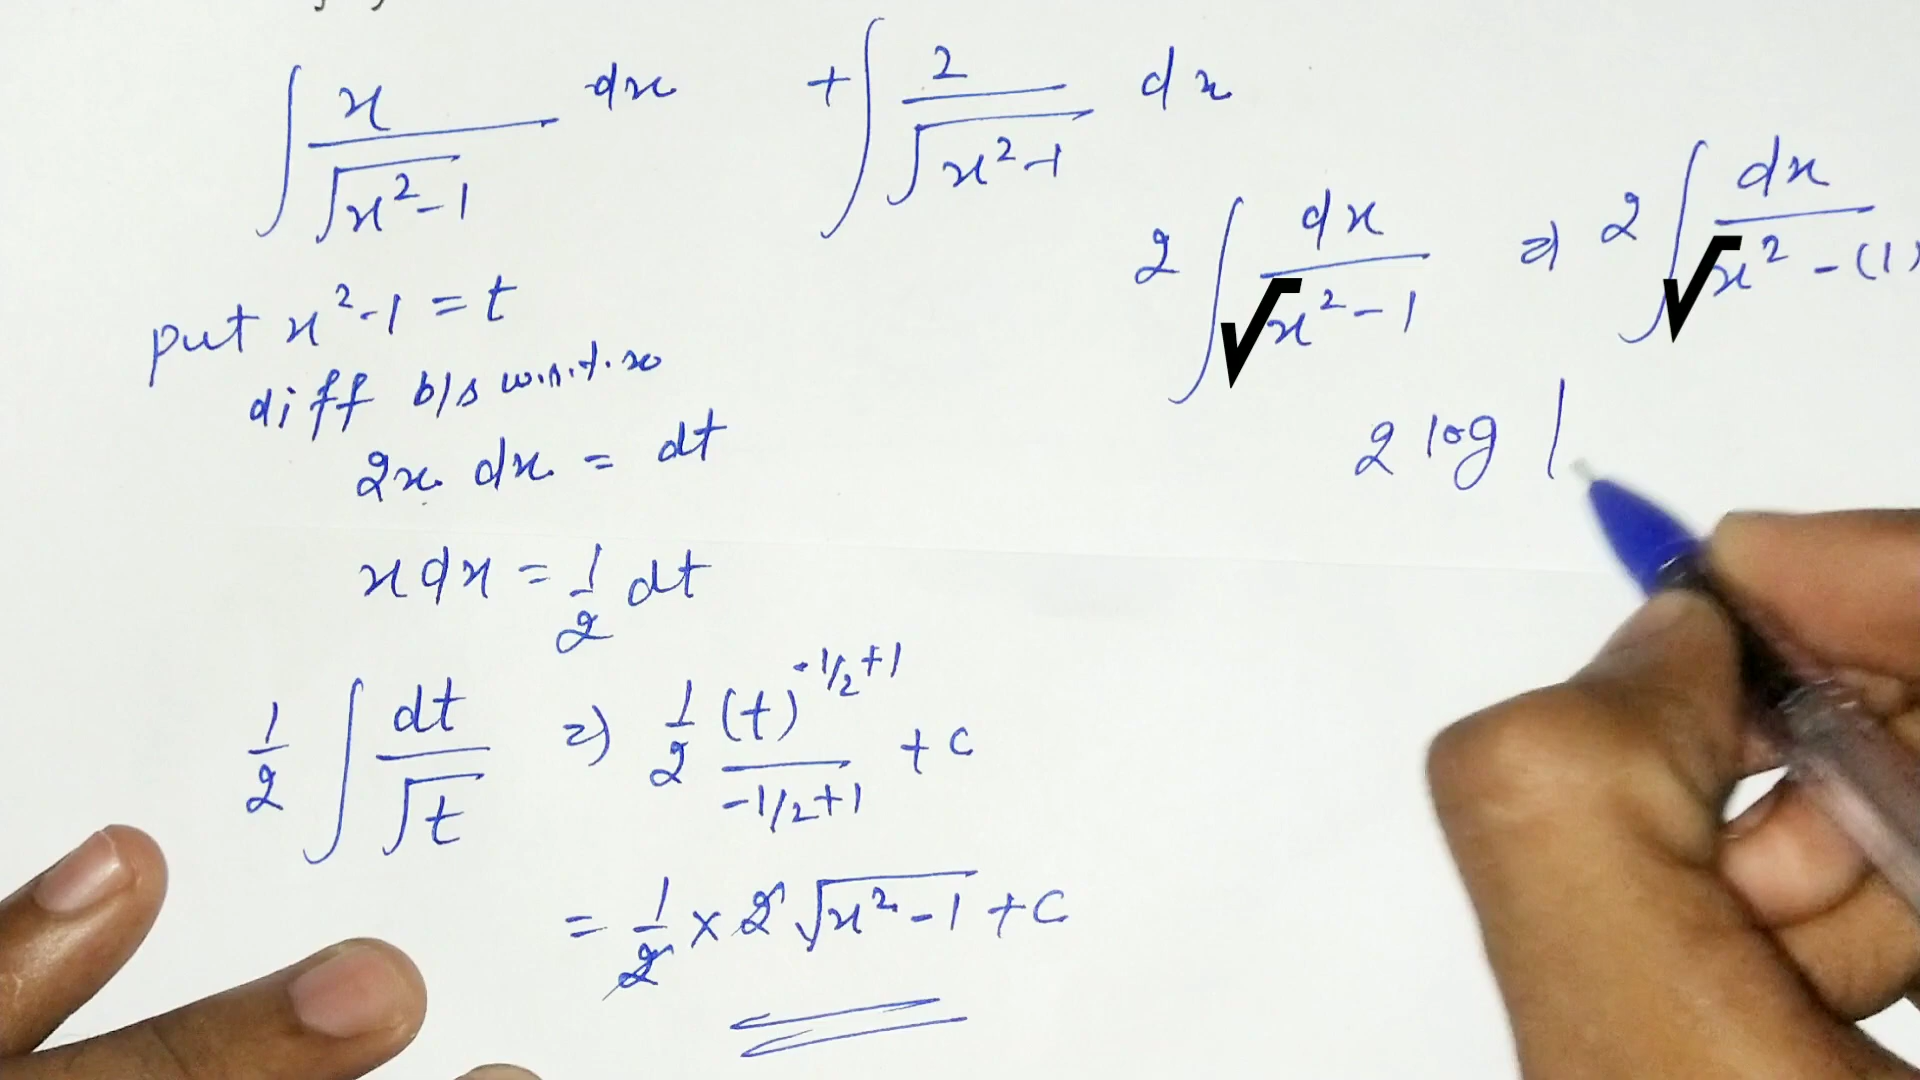 ∫ x/√(x²-1) dx + ∫ 2/√(x²-1) dx
put x²-1 = t
diff b/s w.r.t. x
2x dx = dt
x dx = 1/2 dt
1/2 ∫ dt/√t ⇒ 1/2 (t)^(-1/2+1)/(-1/2+1) + c
= 1/2 × 2 √(x²-1) + c
2 ∫ dx/√(x²-1) ⇒ 2 ∫ dx/√(x²-(1)
2 log |